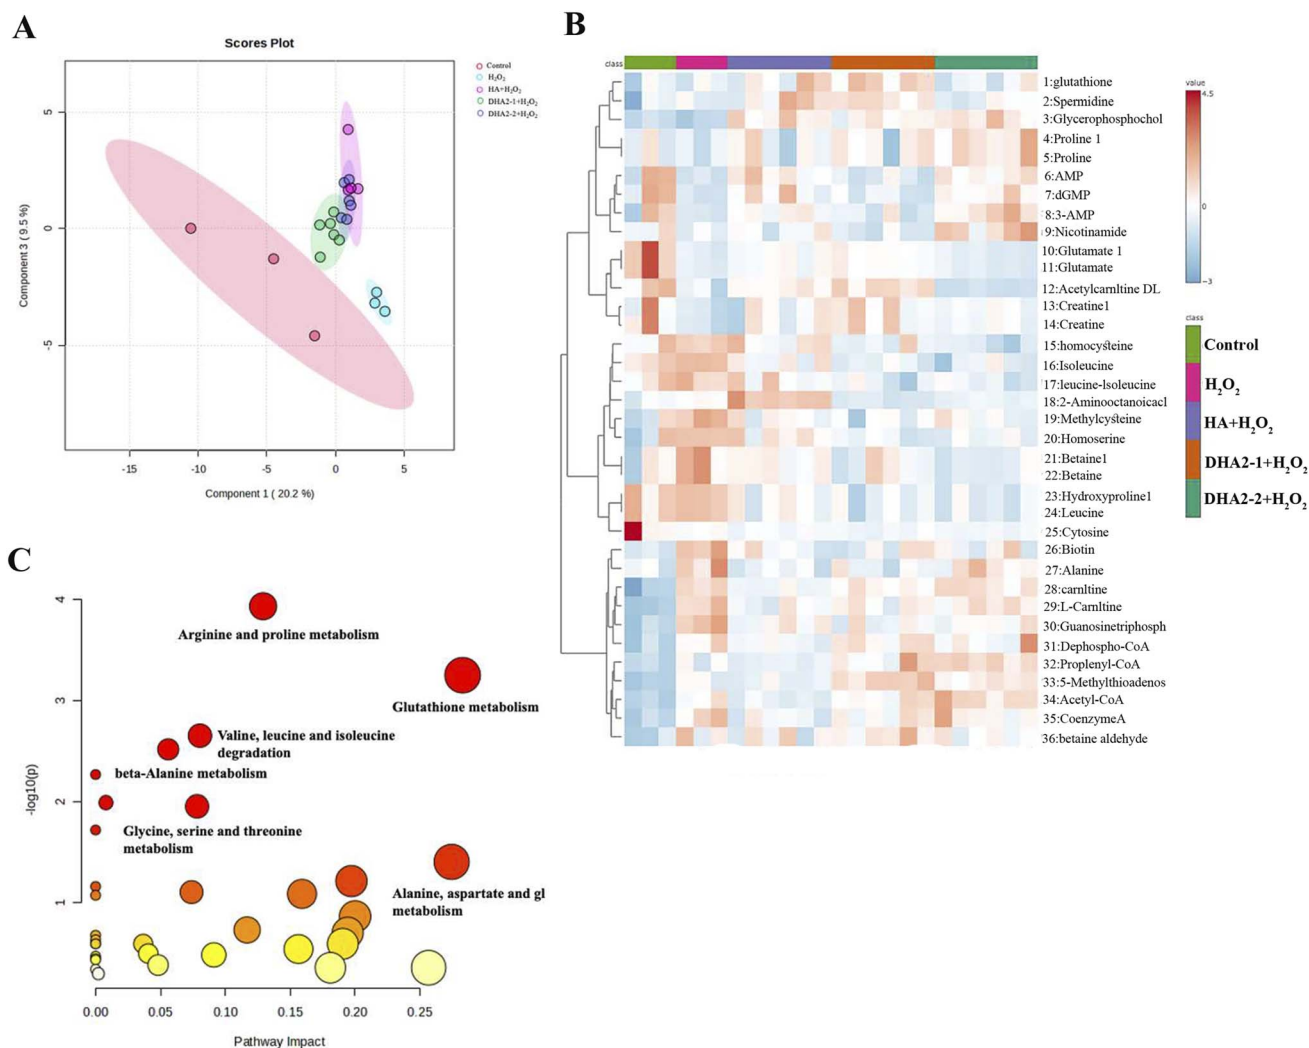 A
Scores Plot
Control
H₂O₂
HA+H₂O₂
DHA2-1+H₂O₂
DHA2-2+H₂O₂
Component 3 ( 9.5 %)
5
0
-5
-15
-10
-5
0
5
Component 1 ( 20.2 %)
B
class
1:glutathione
2:Spermidine
3:Glycerophosphochol
4:Proline 1
5:Proline
6:AMP
7:dGMP
8:3-AMP
9:Nicotinamide
10:Glutamate 1
11:Glutamate
12:Acetylcarnltine DL
13:Creatine1
14:Creatine
15:homocysteine
16:Isoleucine
17:leucine-Isoleucine
18:2-Aminooctanoicacl
19:Methylcysteine
20:Homoserine
21:Betaine1
22:Betaine
23:Hydroxyproline1
24:Leucine
25:Cytosine
26:Biotin
27:Alanine
28:carnltine
29:L-Carnltine
30:Guanosinetriphosph
31:Dephospho-CoA
32:Proplenyl-CoA
33:5-Methylthioadenos
34:Acetyl-CoA
35:CoenzymeA
36:betaine aldehyde
value
4.5
0
-3
class
Control
H₂O₂
HA+H₂O₂
DHA2-1+H₂O₂
DHA2-2+H₂O₂
C
-log10(p)
4
3
2
1
Arginine and proline metabolism
Glutathione metabolism
Valine, leucine and isoleucine
degradation
beta-Alanine metabolism
Glycine, serine and threonine
metabolism
Alanine, aspartate and gl
metabolism
0.00
0.05
0.10
0.15
0.20
0.25
Pathway Impact